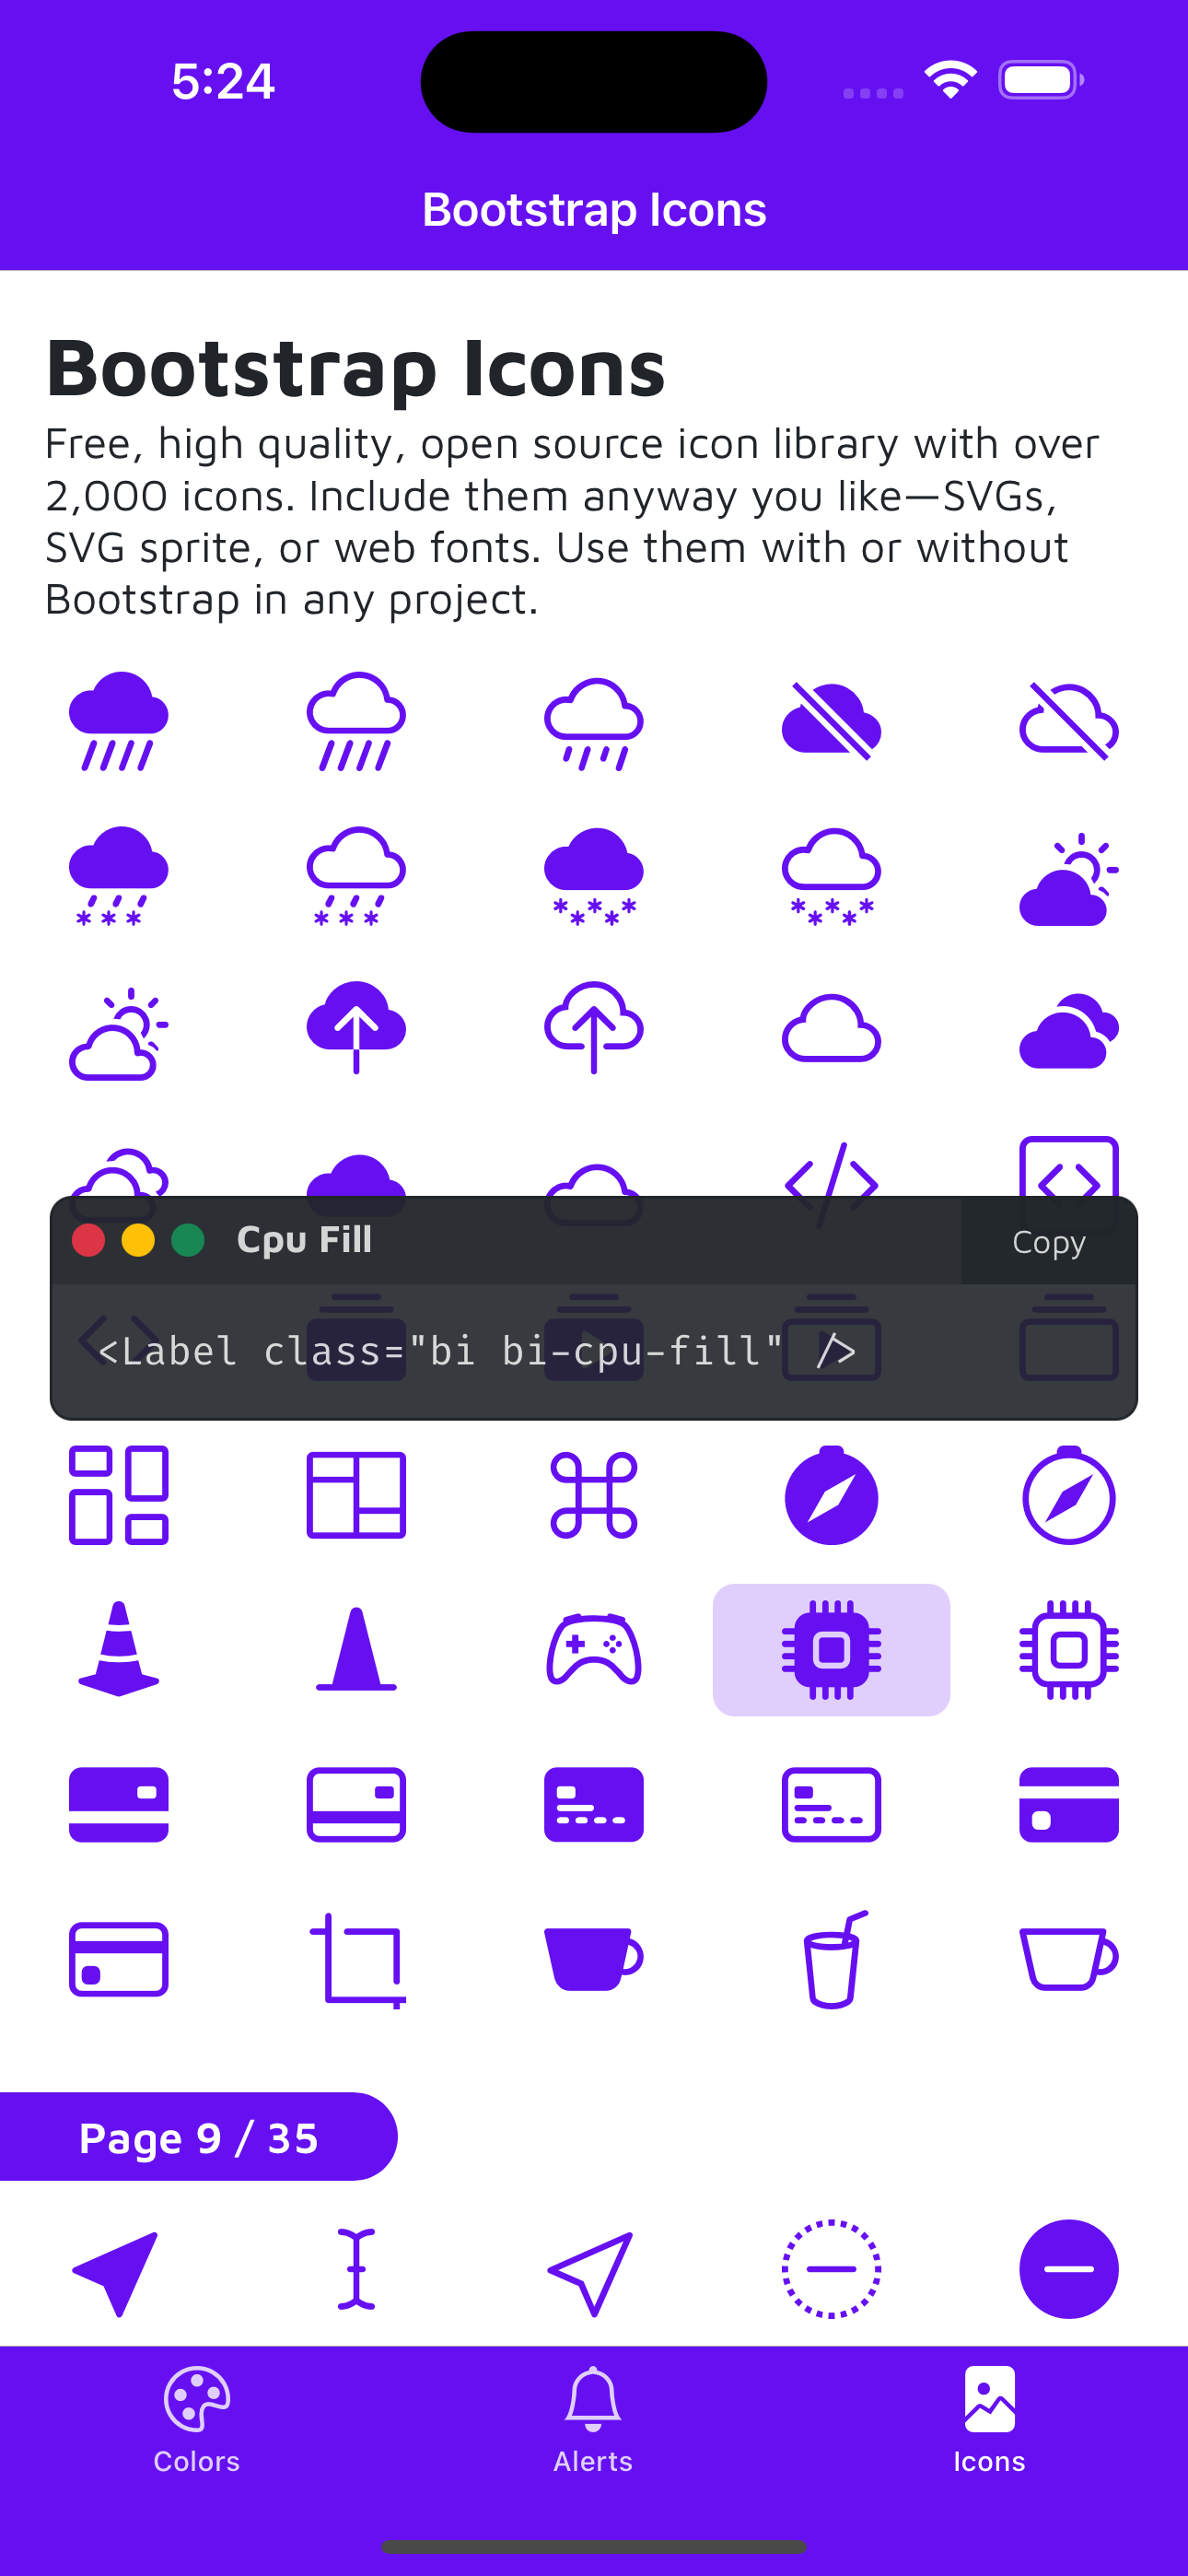 5:24
Bootstrap Icons
Bootstrap Icons
Free, high quality, open source icon library with over
2,000 icons. Include them anyway you like—SVGs,
SVG sprite, or web fonts. Use them with or without
Bootstrap in any project.
Cpu Fill
Copy
<Label class="bi bi-cpu-fill" />
Page 9 / 35
Colors
Alerts
Icons